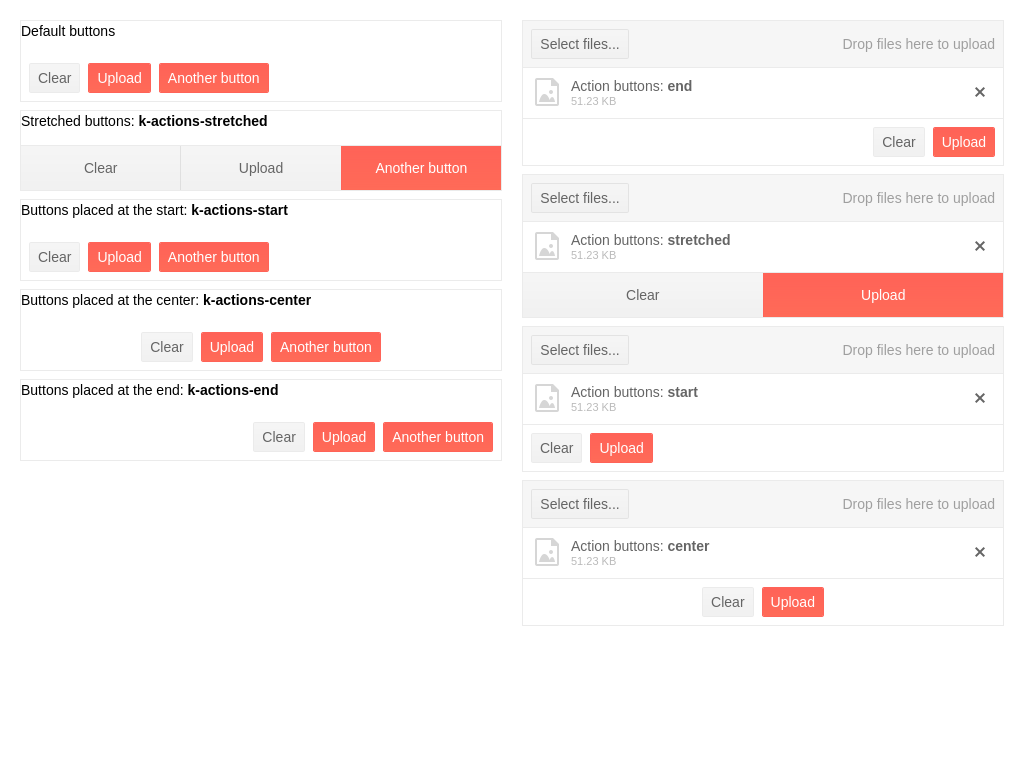 Default buttons
Clear Upload Another button
Stretched buttons: k-actions-stretched
Clear Upload Another button
Buttons placed at the start: k-actions-start
Clear Upload Another button
Buttons placed at the center: k-actions-center
Clear Upload Another button
Buttons placed at the end: k-actions-end
Clear Upload Another button
Select files... Drop files here to upload
Action buttons: end
51.23 KB
Clear Upload
Select files... Drop files here to upload
Action buttons: stretched
51.23 KB
Clear Upload
Select files... Drop files here to upload
Action buttons: start
51.23 KB
Clear Upload
Select files... Drop files here to upload
Action buttons: center
51.23 KB
Clear Upload